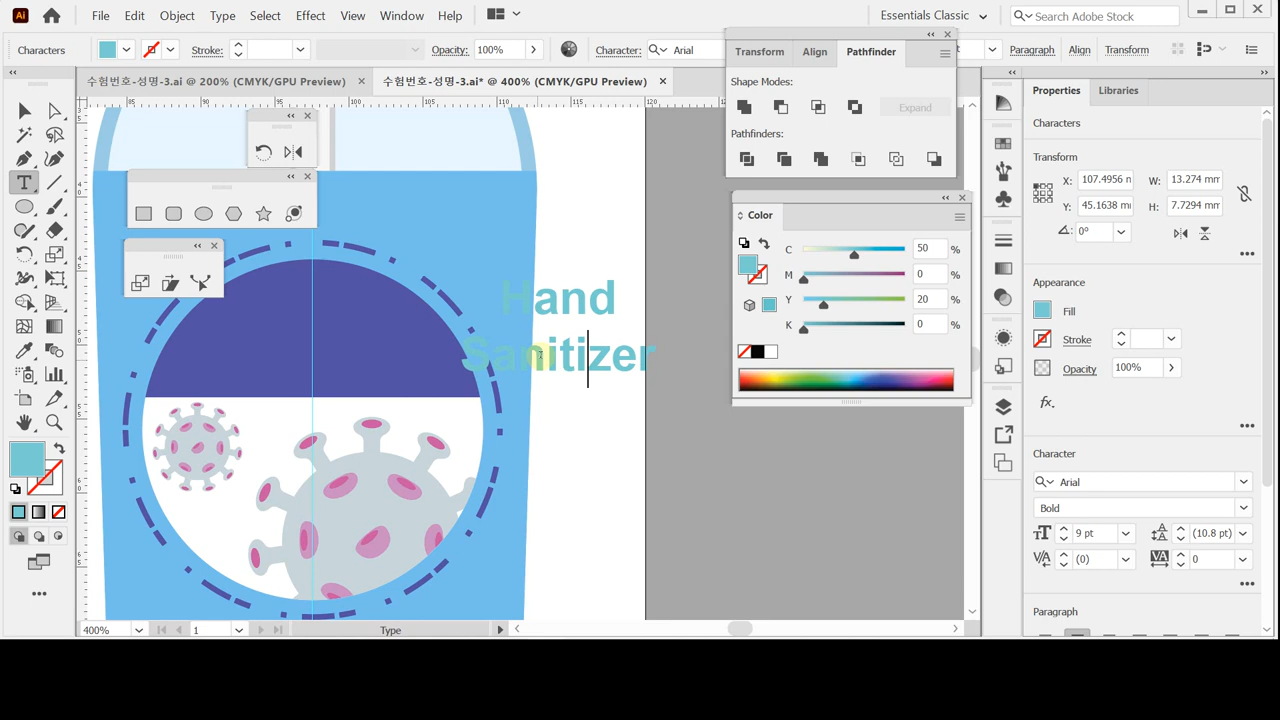 File Edit Object Type Select Effect View Window Help
Essentials Classic
Search Adobe Stock
Characters
Stroke:
Opacity: 100%
Character: Arial
Paragraph Align Transform
수험번호-성명-3.ai @ 200% (CMYK/GPU Preview)
수험번호-성명-3.ai* @ 400% (CMYK/GPU Preview)
Transform Align Pathfinder
Shape Modes:
Expand
Pathfinders:
Color
C 50 %
M 0 %
Y 20 %
K 0 %
Hand
Sanitizer
Properties Libraries
Characters
Transform
X: 107.4956 W: 13.274 mm
Y: 45.1638 mm H: 7.7294 mm
0°
Appearance
Fill
Stroke
Opacity 100%
Character
Arial
Bold
9 pt (10.8 pt)
(0) 0
Paragraph
400% 1 Type